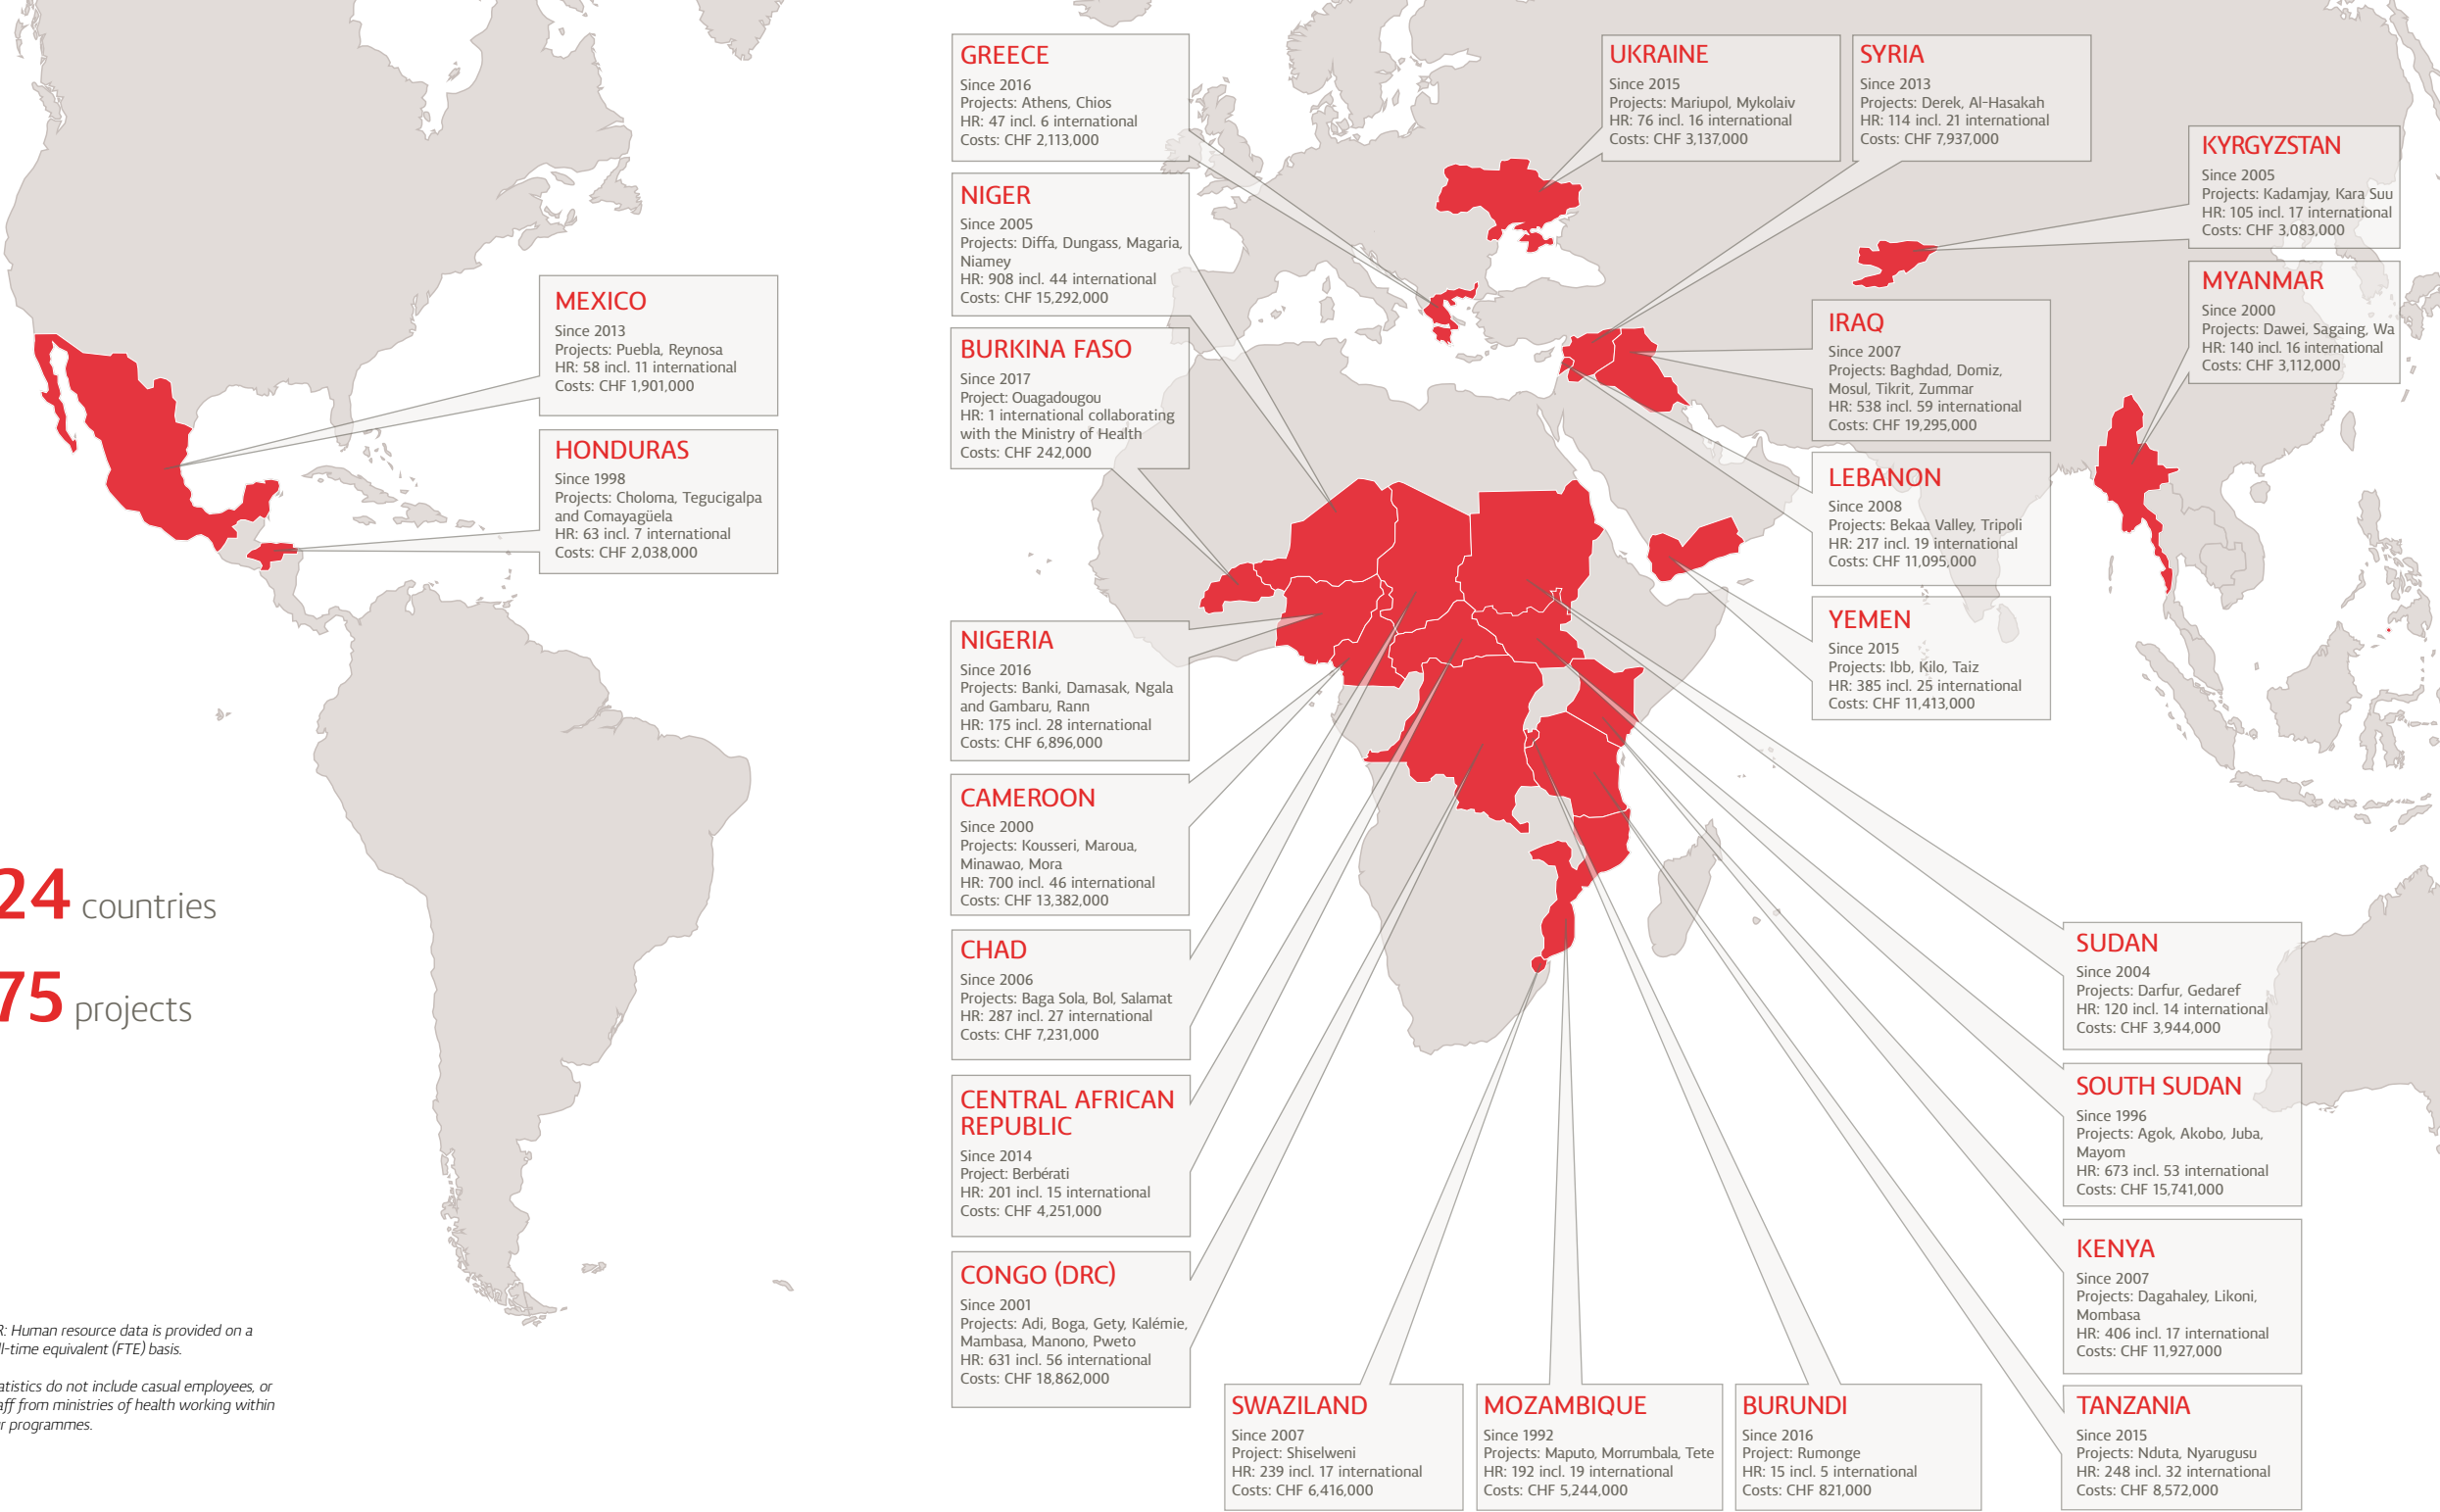 MEXICO
Since 2013
Projects: Puebla, Reynosa
HR: 58 incl. 11 international
Costs: CHF 1,901,000
HONDURAS
Since 1998
Projects: Choloma, Tegucigalpa
and Comayagüela
HR: 63 incl. 7 international
Costs: CHF 2,038,000
24 countries
75 projects
R: Human resource data is provided on a
ll-time equivalent (FTE) basis.
atistics do not include casual employees, or
aff from ministries of health working within
r programmes.
GREECE
Since 2016
Projects: Athens, Chios
HR: 47 incl. 6 international
Costs: CHF 2,113,000
NIGER
Since 2005
Projects: Diffa, Dungass, Magaria,
Niamey
HR: 908 incl. 44 international
Costs: CHF 15,292,000
BURKINA FASO
Since 2017
Project: Ouagadougou
HR: 1 international collaborating
with the Ministry of Health
Costs: CHF 242,000
NIGERIA
Since 2016
Projects: Banki, Damasak, Ngala
and Gambaru, Rann
HR: 175 incl. 28 international
Costs: CHF 6,896,000
CAMEROON
Since 2000
Projects: Kousseri, Maroua,
Minawao, Mora
HR: 700 incl. 46 international
Costs: CHF 13,382,000
CHAD
Since 2006
Projects: Baga Sola, Bol, Salamat
HR: 287 incl. 27 international
Costs: CHF 7,231,000
CENTRAL AFRICAN
REPUBLIC
Since 2014
Project: Berbérati
HR: 201 incl. 15 international
Costs: CHF 4,251,000
CONGO (DRC)
Since 2001
Projects: Adi, Boga, Gety, Kalémie,
Mambasa, Manono, Pweto
HR: 631 incl. 56 international
Costs: CHF 18,862,000
SWAZILAND
Since 2007
Project: Shiselweni
HR: 239 incl. 17 international
Costs: CHF 6,416,000
MOZAMBIQUE
Since 1992
Projects: Maputo, Morrumbala, Tete
HR: 192 incl. 19 international
Costs: CHF 5,244,000
BURUNDI
Since 2016
Project: Rumonge
HR: 15 incl. 5 international
Costs: CHF 821,000
UKRAINE
Since 2015
Projects: Mariupol, Mykolaiv
HR: 76 incl. 16 international
Costs: CHF 3,137,000
SYRIA
Since 2013
Projects: Derek, Al-Hasakah
HR: 114 incl. 21 international
Costs: CHF 7,937,000
KYRGYZSTAN
Since 2005
Projects: Kadamjay, Kara Suu
HR: 105 incl. 17 international
Costs: CHF 3,083,000
MYANMAR
Since 2000
Projects: Dawei, Sagaing, Wa
HR: 140 incl. 16 international
Costs: CHF 3,112,000
IRAQ
Since 2007
Projects: Baghdad, Domiz,
Mosul, Tikrit, Zummar
HR: 538 incl. 59 international
Costs: CHF 19,295,000
LEBANON
Since 2008
Projects: Bekaa Valley, Tripoli
HR: 217 incl. 19 international
Costs: CHF 11,095,000
YEMEN
Since 2015
Projects: Ibb, Kilo, Taiz
HR: 385 incl. 25 international
Costs: CHF 11,413,000
SUDAN
Since 2004
Projects: Darfur, Gedaref
HR: 120 incl. 14 international
Costs: CHF 3,944,000
SOUTH SUDAN
Since 1996
Projects: Agok, Akobo, Juba,
Mayom
HR: 673 incl. 53 international
Costs: CHF 15,741,000
KENYA
Since 2007
Projects: Dagahaley, Likoni,
Mombasa
HR: 406 incl. 17 international
Costs: CHF 11,927,000
TANZANIA
Since 2015
Projects: Nduta, Nyarugusu
HR: 248 incl. 32 international
Costs: CHF 8,572,000